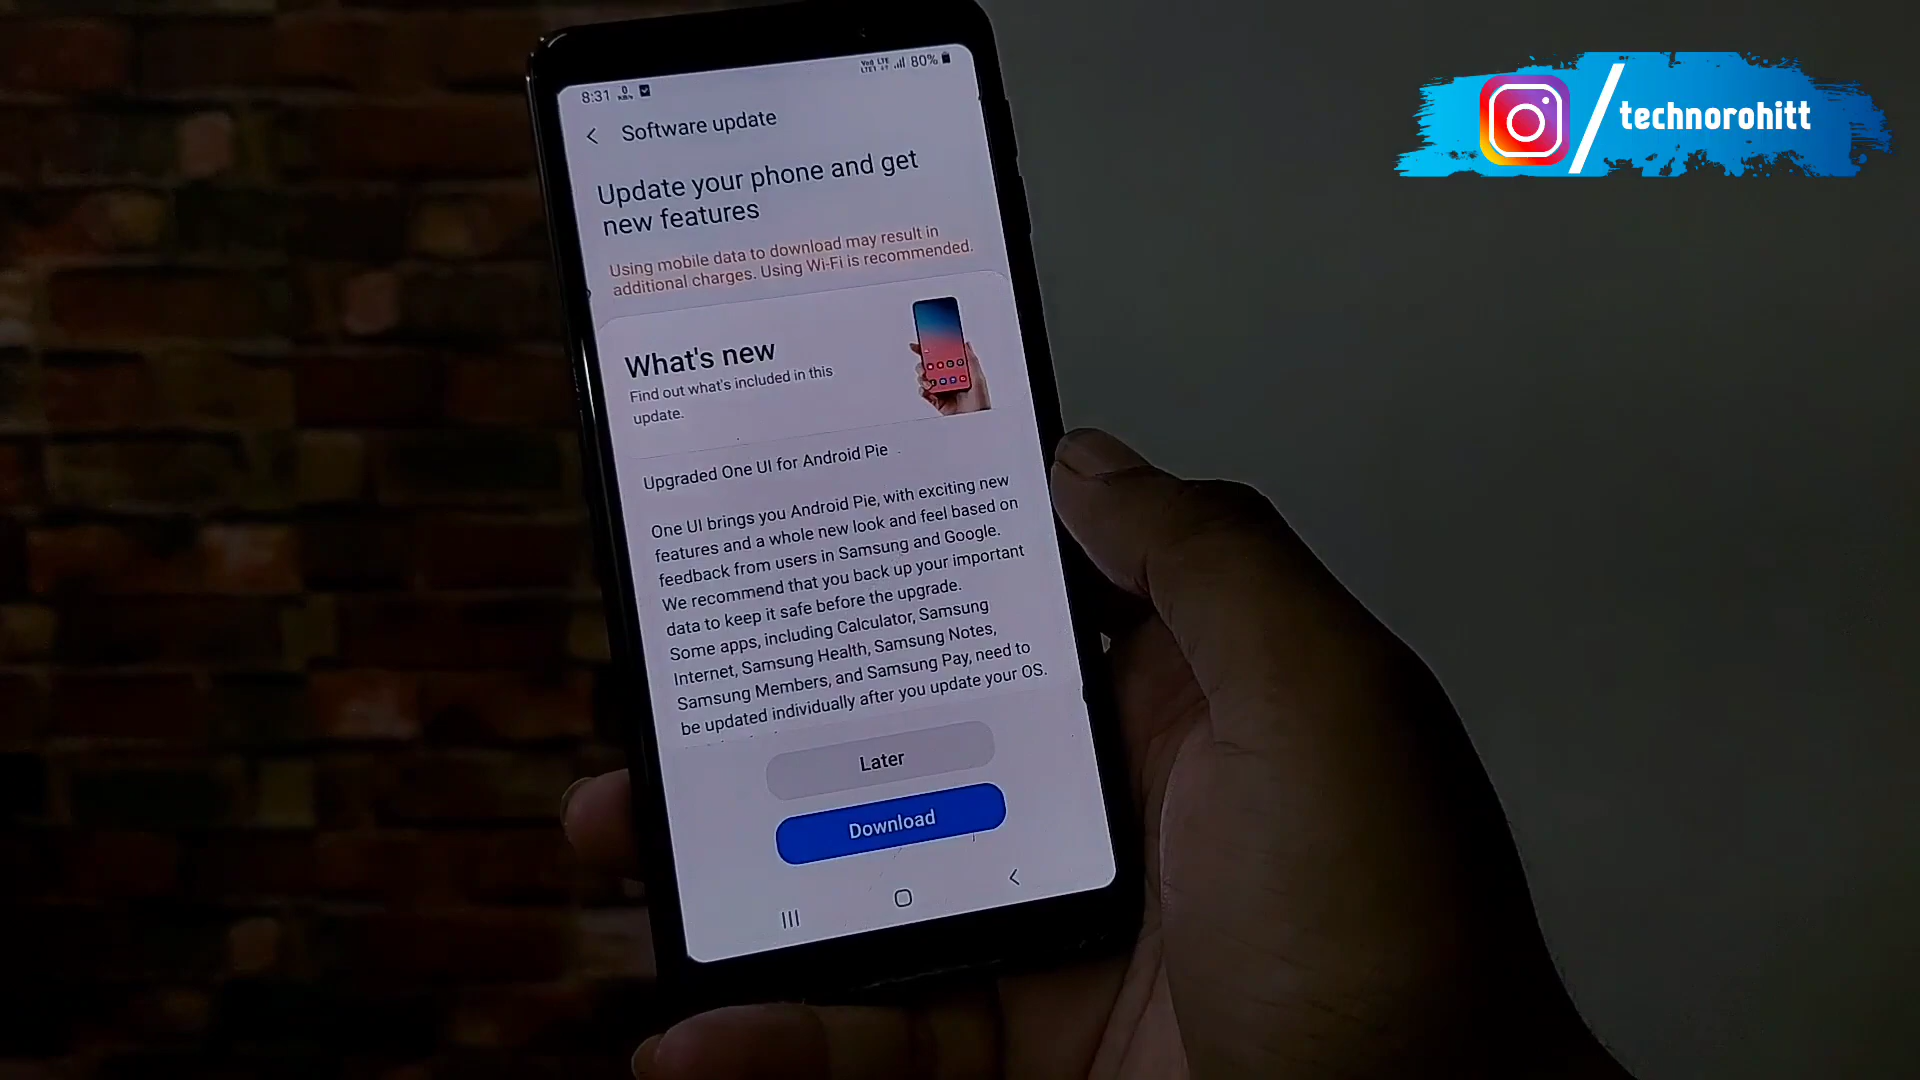 technorohitt
8:31
0
KB/s
80%
Software update
Update your phone and get
new features
Using mobile data to download may result in
additional charges. Using Wi-Fi is recommended.
What's new
Find out what's included in this
update.
Upgraded One UI for Android Pie
One UI brings you Android Pie, with exciting new
features and a whole new look and feel based on
feedback from users in Samsung and Google.
We recommend that you back up your important
data to keep it safe before the upgrade.
Some apps, including Calculator, Samsung
Internet, Samsung Health, Samsung Notes,
Samsung Members, and Samsung Pay, need to
be updated individually after you update your OS.
Later
Download